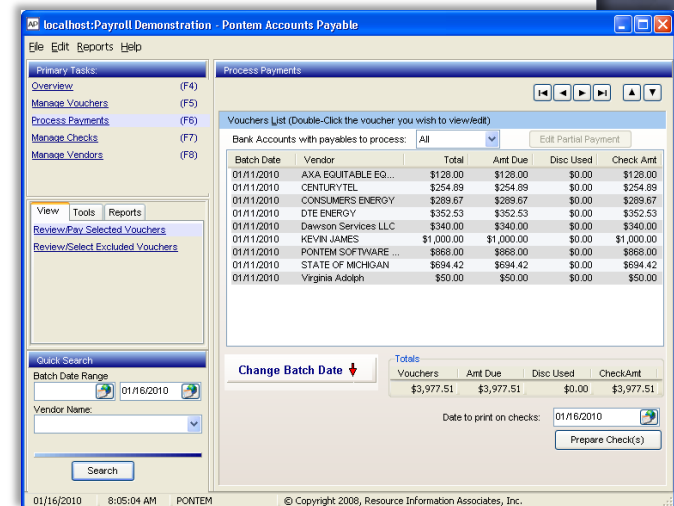 localhost:Payroll Demonstration - Pontem Accounts Payable
File Edit Reports Help
Primary Tasks:
Overview (F4)
Manage Vouchers (F5)
Process Payments (F6)
Manage Checks (F7)
Manage Vendors (F8)
View Tools Reports
Review/Pay Selected Vouchers
Review/Select Excluded Vouchers
Quick Search
Batch Date Range
01/16/2010
Vendor Name:
Search
Process Payments
Vouchers List (Double-Click the voucher you wish to view/edit)
Bank Accounts with payables to process: All Edit Partial Payment
Batch Date Vendor Total Amt Due Disc Used Check Amt
01/11/2010 AXA EQUITABLE EQ... $128.00 $128.00 $0.00 $128.00
01/11/2010 CENTURYTEL $254.89 $254.89 $0.00 $254.89
01/11/2010 CONSUMERS ENERGY $289.67 $289.67 $0.00 $289.67
01/11/2010 DTE ENERGY $352.53 $352.53 $0.00 $352.53
01/11/2010 Dawson Services LLC $340.00 $340.00 $0.00 $340.00
01/11/2010 KEVIN JAMES $1,000.00 $1,000.00 $0.00 $1,000.00
01/11/2010 PONTEM SOFTWARE ... $868.00 $868.00 $0.00 $868.00
01/11/2010 STATE OF MICHIGAN $694.42 $694.42 $0.00 $694.42
01/11/2010 Virginia Adolph $50.00 $50.00 $0.00 $50.00
Change Batch Date
Totals
Vouchers Amt Due Disc Used CheckAmt
$3,977.51 $3,977.51 $0.00 $3,977.51
Date to print on checks: 01/16/2010
Prepare Check(s)
01/16/2010 8:05:04 AM PONTEM © Copyright 2008, Resource Information Associates, Inc.